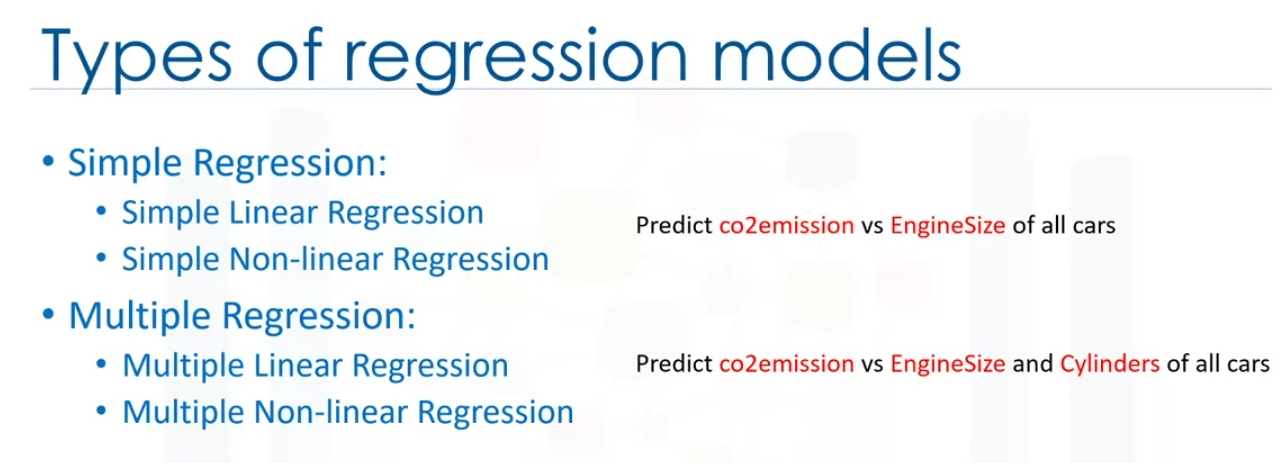 Types of regression models
• Simple Regression:
• Simple Linear Regression
• Simple Non-linear Regression
Predict co2emission vs EngineSize of all cars
• Multiple Regression:
• Multiple Linear Regression
• Multiple Non-linear Regression
Predict co2emission vs EngineSize and Cylinders of all cars